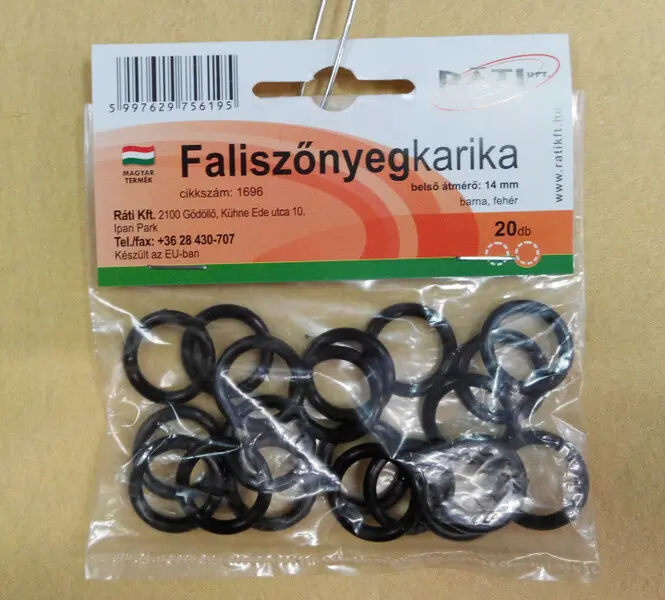 5 997629 756195
RÁTI KFT.
MAGYAR
TERMÉK
Faliszőnyegkarika
cikkszám: 1696
belső átmérő: 14 mm
barna, fehér
www.ratikft.hu
Ráti Kft. 2100 Gödöllő, Kühne Ede utca 10.
Ipari Park
Tel./fax: +36 28 430-707
Készült az EU-ban
20db